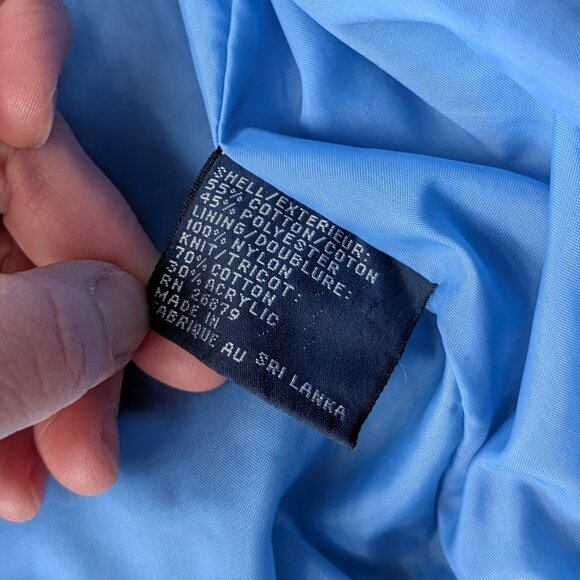 SHELL/EXTERIEUR:
55% COTTON/COTON
45% POLYESTER
LINING/DOUBLURE:
100% NYLON
KNIT/TRICOT:
70% COTTON
30% ACRYLIC
RN 26879
MADE IN
FABRIQUE AU SRI LANKA